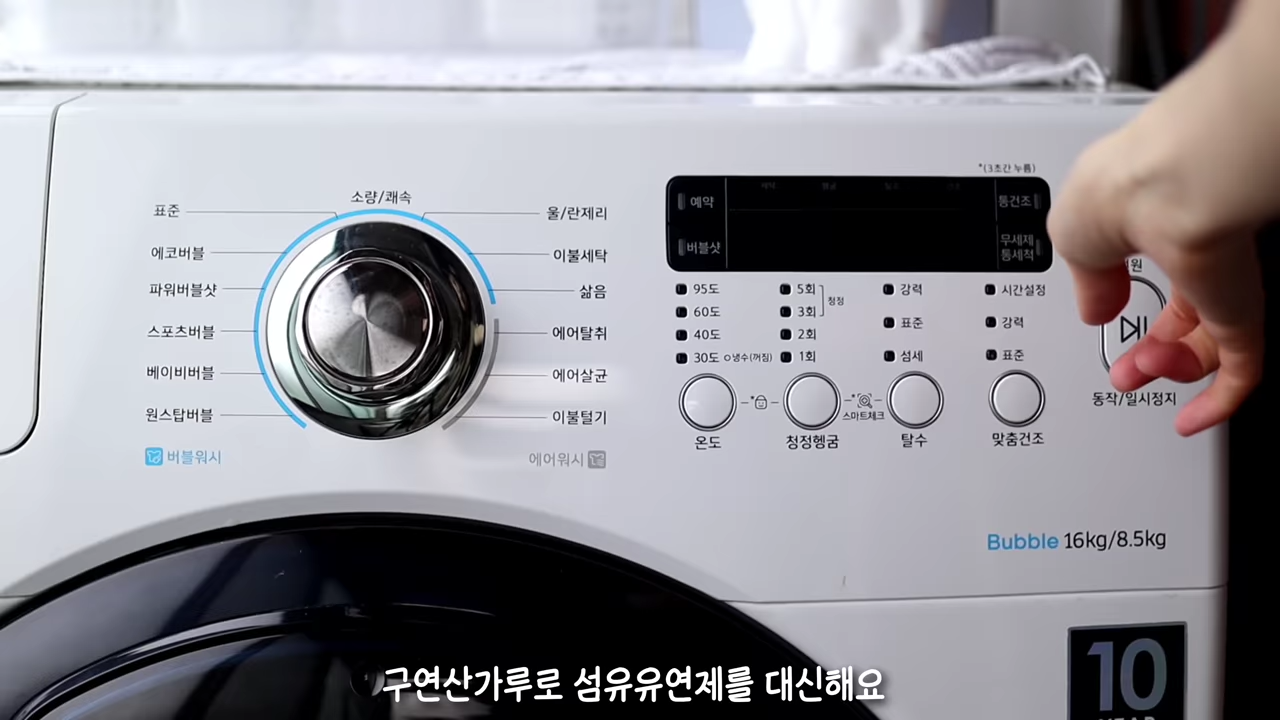 *(3초간 누름)
표준
소량/쾌속
울/란제리
에코버블
이불세탁
파워버블샷
삶음
스포츠버블
에어탈취
베이비버블
에어살균
원스탑버블
이불털기
버블워시
에어워시
예약
통건조
버블샷
무세제
통세척
95도
5회
강력
시간설정
60도
3회
청정
표준
강력
40도
2회
30도
냉수(꺼짐)
1회
섬세
표준
스마트체크
동작/일시정지
온도
청정헹굼
탈수
맞춤건조
Bubble 16kg/8.5kg
10
구연산가루로 섬유유연제를 대신해요